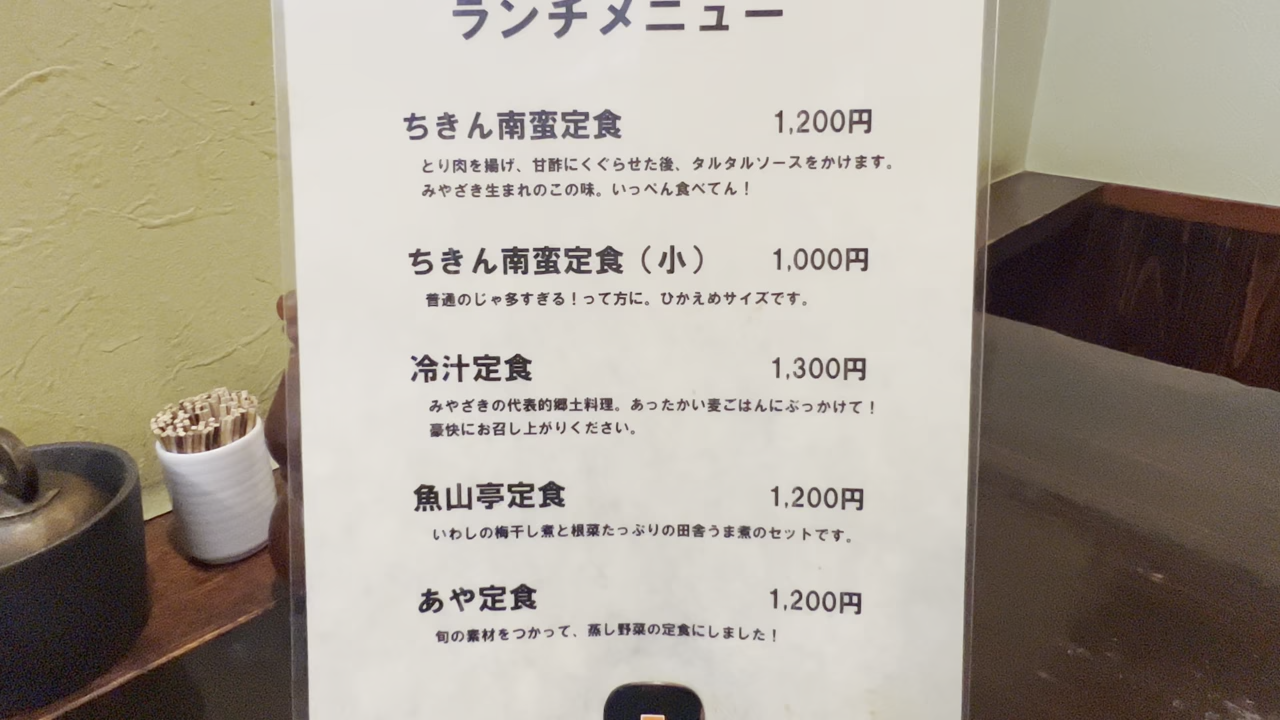 ランチメニュー
ちきん南蛮定食 1,200円
とり肉を揚げ、甘酢にくぐらせた後、タルタルソースをかけます。
みやざき生まれのこの味。いっぺん食べてん！
ちきん南蛮定食（小） 1,000円
普通のじゃ多すぎる！って方に。ひかえめサイズです。
冷汁定食 1,300円
みやざきの代表的郷土料理。あったかい麦ごはんにぶっかけて！
豪快にお召し上がりください。
魚山亭定食 1,200円
いわしの梅干し煮と根菜たっぷりの田舎うま煮のセットです。
あや定食 1,200円
旬の素材をつかって、蒸し野菜の定食にしました！